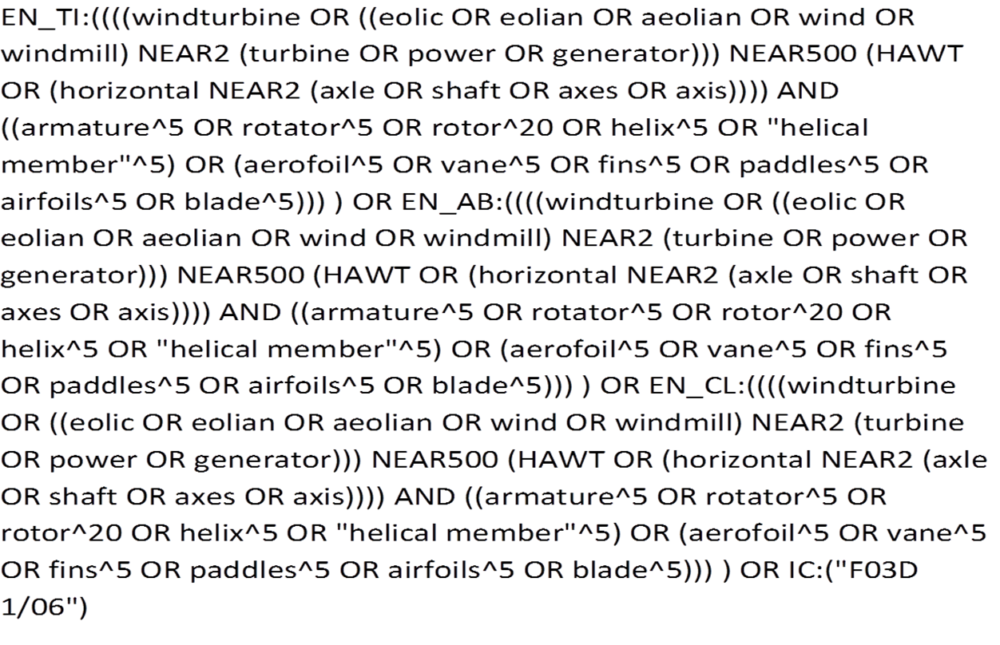 EN_TI:((((windturbine OR ((eolic OR eolian OR aeolian OR wind OR
windmill) NEAR2 (turbine OR power OR generator))) NEAR500 (HAWT
OR (horizontal NEAR2 (axle OR shaft OR axes OR axis)))) AND
((armature^5 OR rotator^5 OR rotor^20 OR helix^5 OR "helical
member"^5) OR (aerofoil^5 OR vane^5 OR fins^5 OR paddles^5 OR
airfoils^5 OR blade^5))) ) OR EN_AB:((((windturbine OR ((eolic OR
eolian OR aeolian OR wind OR windmill) NEAR2 (turbine OR power OR
generator))) NEAR500 (HAWT OR (horizontal NEAR2 (axle OR shaft OR
axes OR axis)))) AND ((armature^5 OR rotator^5 OR rotor^20 OR
helix^5 OR "helical member"^5) OR (aerofoil^5 OR vane^5 OR fins^5
OR paddles^5 OR airfoils^5 OR blade^5))) ) OR EN_CL:((((windturbine
OR ((eolic OR eolian OR aeolian OR wind OR windmill) NEAR2 (turbine
OR power OR generator))) NEAR500 (HAWT OR (horizontal NEAR2 (axle
OR shaft OR axes OR axis)))) AND ((armature^5 OR rotator^5 OR
rotor^20 OR helix^5 OR "helical member"^5) OR (aerofoil^5 OR vane^5
OR fins^5 OR paddles^5 OR airfoils^5 OR blade^5))) ) OR IC:("F03D
1/06")